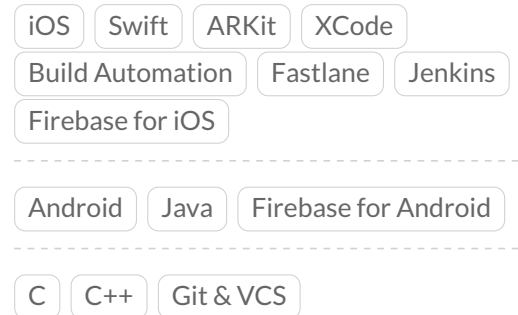 iOS Swift ARKit XCode
Build Automation Fastlane Jenkins
Firebase for iOS
Android Java Firebase for Android
C C++ Git & VCS